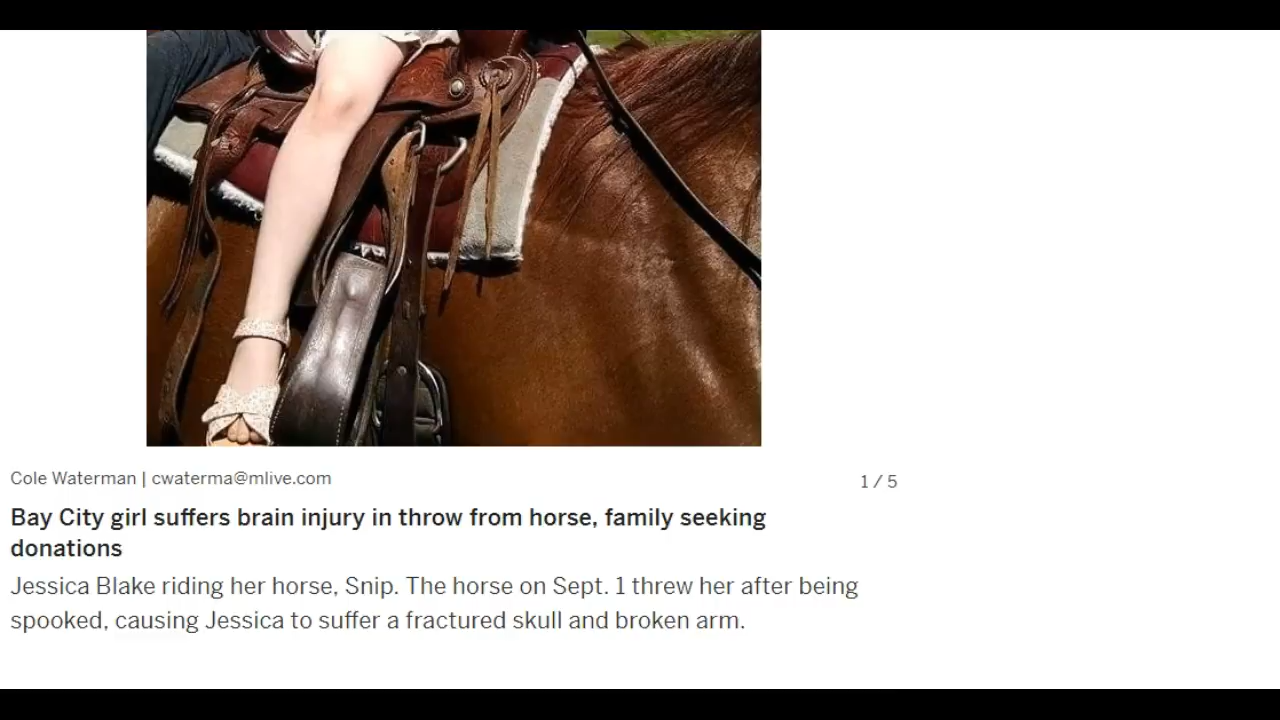 Cole Waterman | cwaterma@mlive.com
1 / 5
Bay City girl suffers brain injury in throw from horse, family seeking
donations
Jessica Blake riding her horse, Snip. The horse on Sept. 1 threw her after being
spooked, causing Jessica to suffer a fractured skull and broken arm.